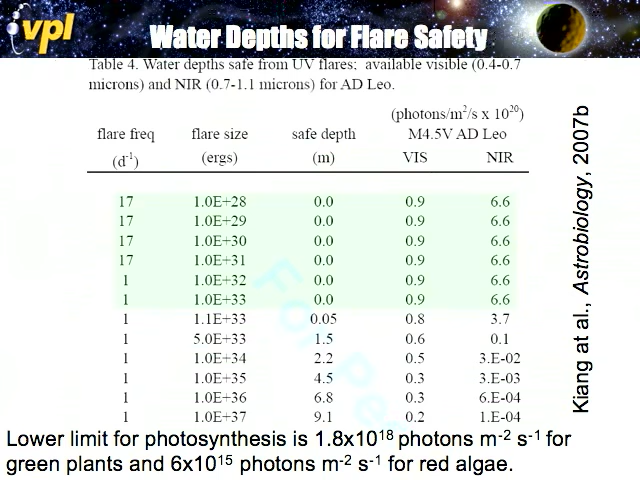 vpl
Water Depths for Flare Safety
Table 4. Water depths safe from UV flares; available visible (0.4-0.7
microns) and NIR (0.7-1.1 microns) for AD Leo.
(photons/m²/s x 10²⁰)
flare freq flare size safe depth M4.5V AD Leo
(d⁻¹) (ergs) (m) VIS NIR
17 1.0E+28 0.0 0.9 6.6
17 1.0E+29 0.0 0.9 6.6
17 1.0E+30 0.0 0.9 6.6
17 1.0E+31 0.0 0.9 6.6
1 1.0E+32 0.0 0.9 6.6
1 1.0E+33 0.0 0.9 6.6
1 1.1E+33 0.05 0.8 3.7
1 5.0E+33 1.5 0.6 0.1
1 1.0E+34 2.2 0.5 3.E-02
1 1.0E+35 4.5 0.3 3.E-03
1 1.0E+36 6.8 0.3 6.E-04
1 1.0E+37 9.1 0.2 1.E-04
Kiang at al., Astrobiology, 2007b
For Pe
Lower limit for photosynthesis is 1.8x10¹⁸ photons m⁻² s⁻¹ for
green plants and 6x10¹⁵ photons m⁻² s⁻¹ for red algae.